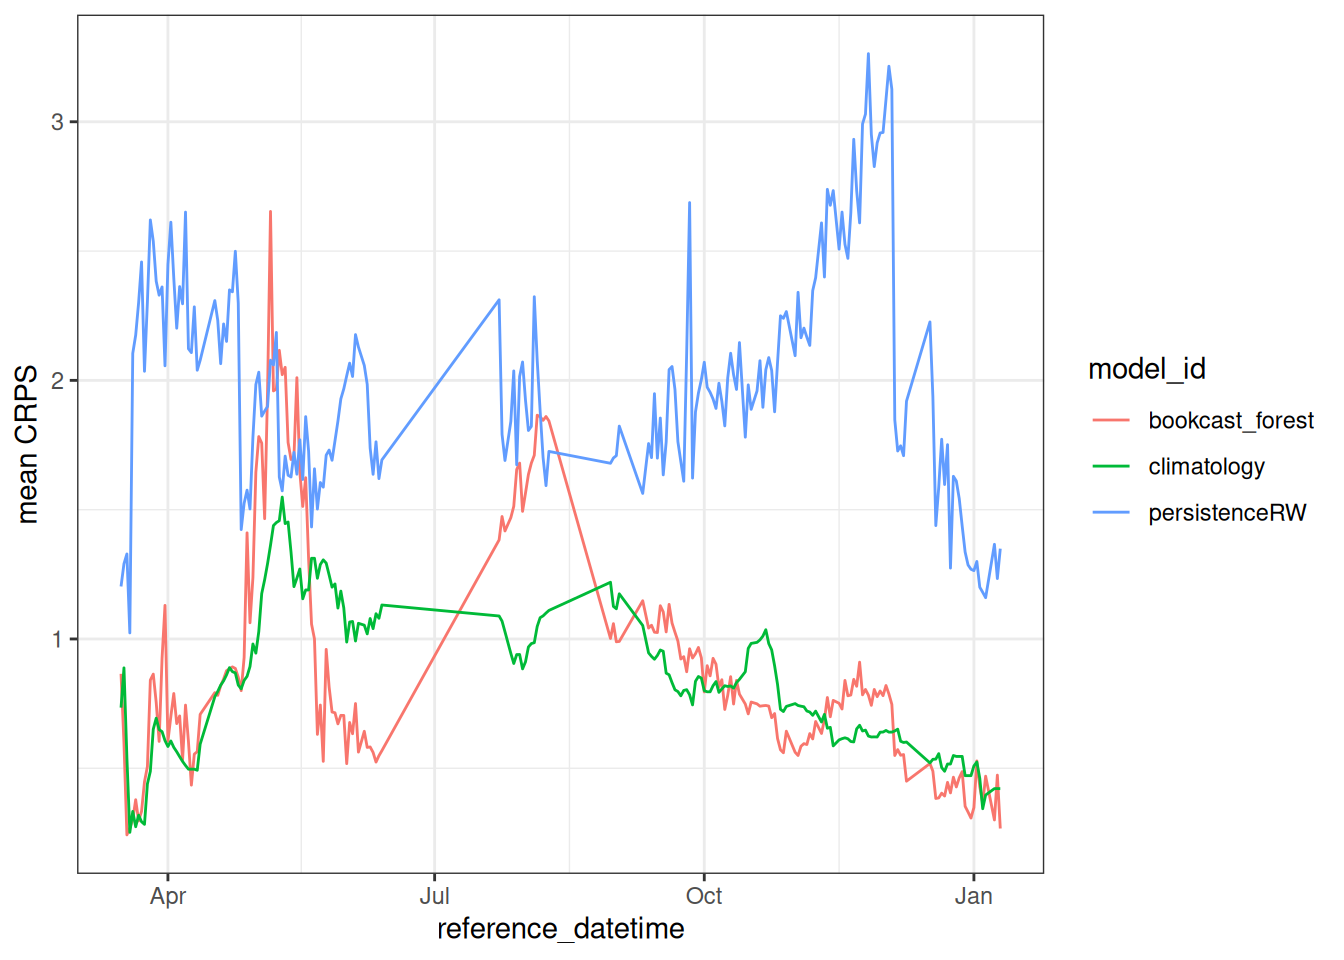 3
2
1
mean CRPS
Apr
Jul
Oct
Jan
reference_datetime
model_id
bookcast_forest
climatology
persistenceRW